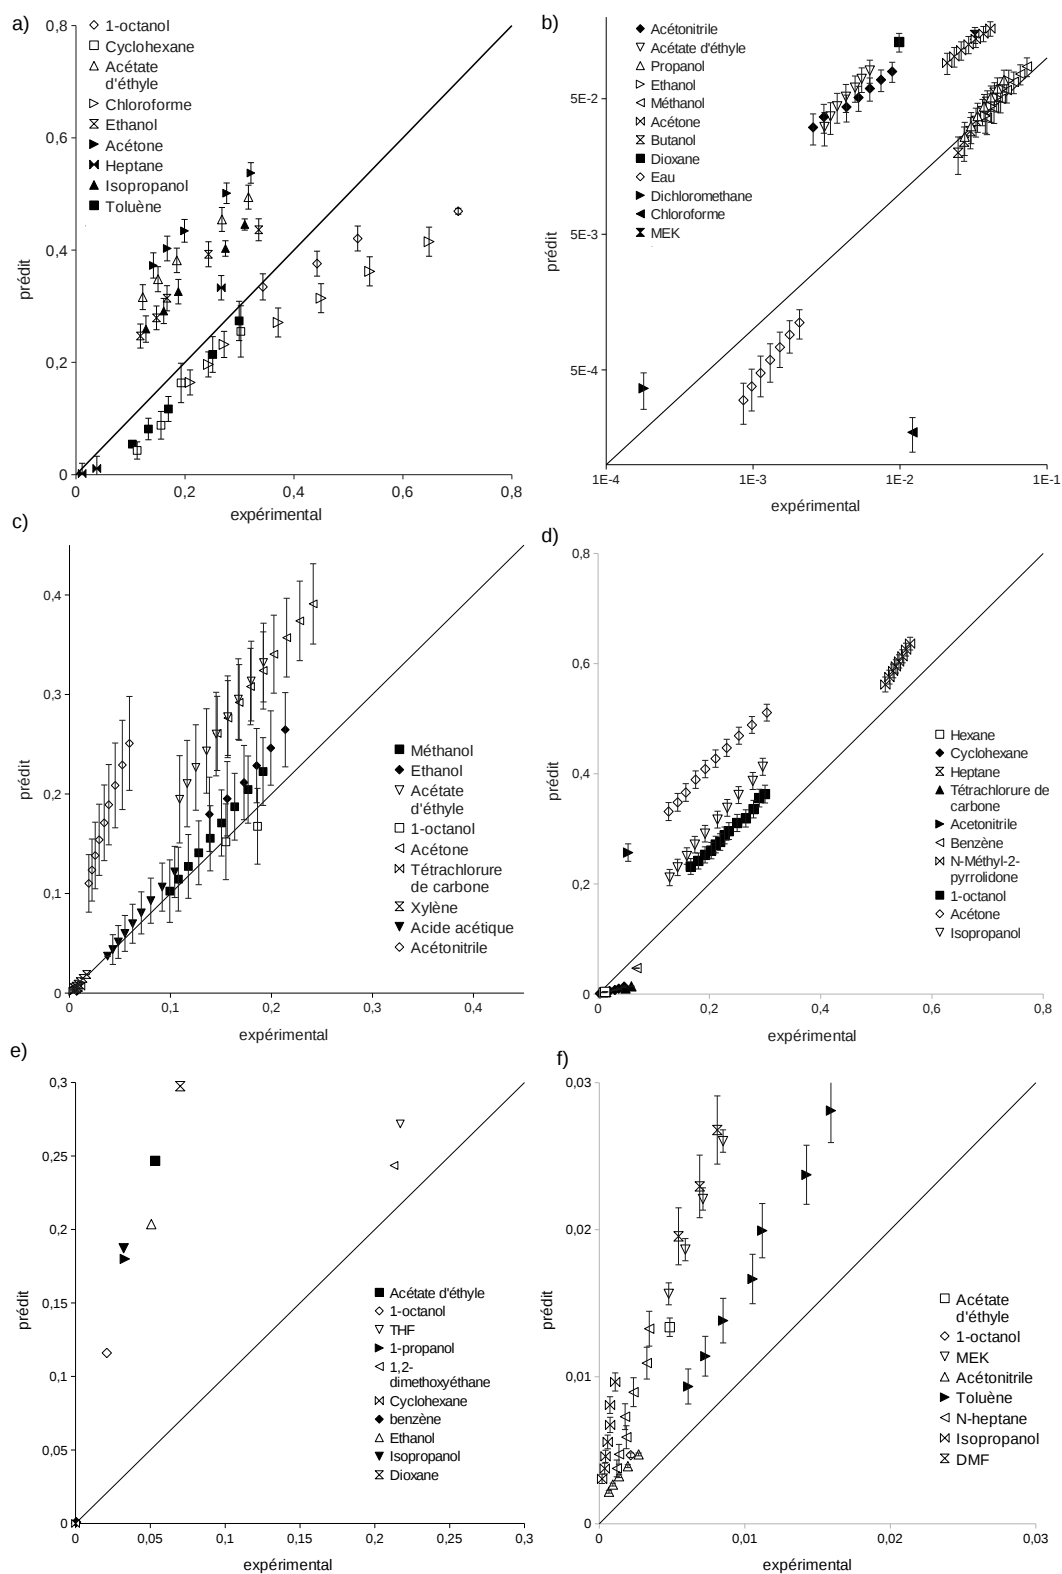 a)
1-octanol
Cyclohexane
Acétate
d'éthyle
Chloroforme
Ethanol
Acétone
Heptane
Isopropanol
Toluène
0,8
0,6
0,4
0,2
0
prédit
0
0,2
0,4
0,6
0,8
expérimental
b)
Acétonitrile
Acétate d'éthyle
Propanol
Ethanol
Méthanol
Acétone
Butanol
Dioxane
Eau
Dichloromethane
Chloroforme
MEK
5E-2
5E-3
5E-4
prédit
1E-4
1E-3
1E-2
1E-1
expérimental
c)
0,4
0,3
0,2
0,1
0
prédit
Méthanol
Ethanol
Acétate
d'éthyle
1-octanol
Acétone
Tétrachlorure
de carbone
Xylène
Acide acétique
Acétonitrile
0
0,1
0,2
0,3
0,4
expérimental
d)
0,8
0,6
0,4
0,2
0
prédit
Hexane
Cyclohexane
Heptane
Tétrachlorure de
carbone
Acetonitrile
Benzène
N-Méthyl-2-
pyrrolidone
1-octanol
Acétone
Isopropanol
0
0,2
0,4
0,6
0,8
expérimental
e)
0,3
0,25
0,2
0,15
0,1
0,05
0
prédit
Acétate d'éthyle
1-octanol
THF
1-propanol
1,2-
dimethoxyéthane
Cyclohexane
benzène
Ethanol
Isopropanol
Dioxane
0
0,05
0,1
0,15
0,2
0,25
0,3
expérimental
f)
0,03
0,02
0,01
0
prédit
Acétate
d'éthyle
1-octanol
MEK
Acétonitrile
Toluène
N-heptane
Isopropanol
DMF
0
0,01
0,02
0,03
expérimental